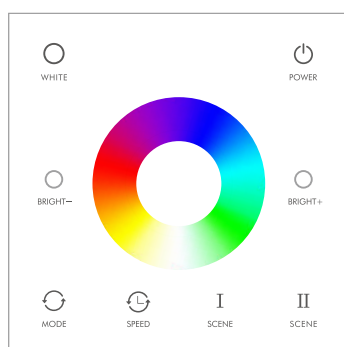 WHITE POWER
BRIGHT− BRIGHT+
I II
MODE SPEED SCENE SCENE